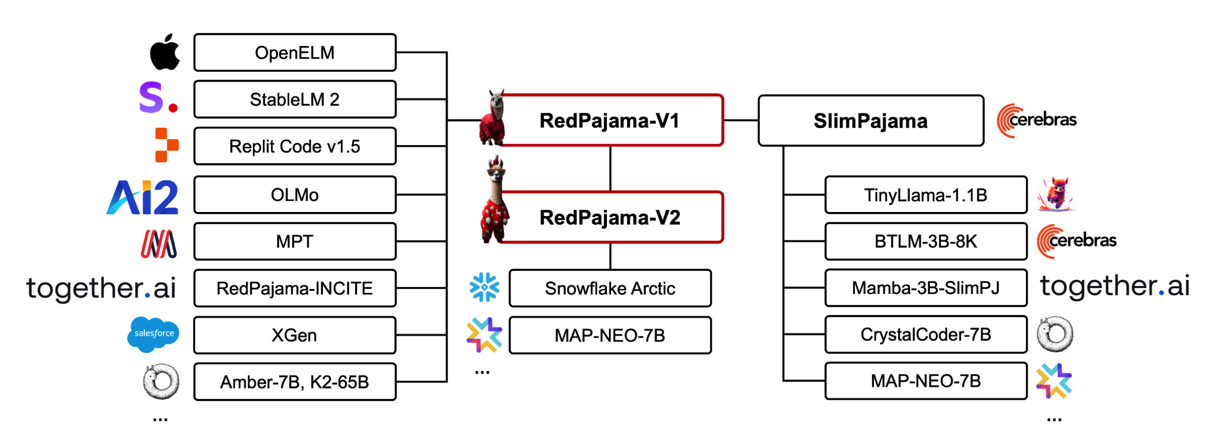 OpenELM
S.
StableLM 2
Replit Code v1.5
AI2
OLMo
MPT
together.ai
RedPajama-INCITE
salesforce
XGen
Amber-7B, K2-65B
...
RedPajama-V1
RedPajama-V2
Snowflake Arctic
MAP-NEO-7B
...
SlimPajama
cerebras
TinyLlama-1.1B
BTLM-3B-8K
cerebras
Mamba-3B-SlimPJ
together.ai
CrystalCoder-7B
MAP-NEO-7B
...